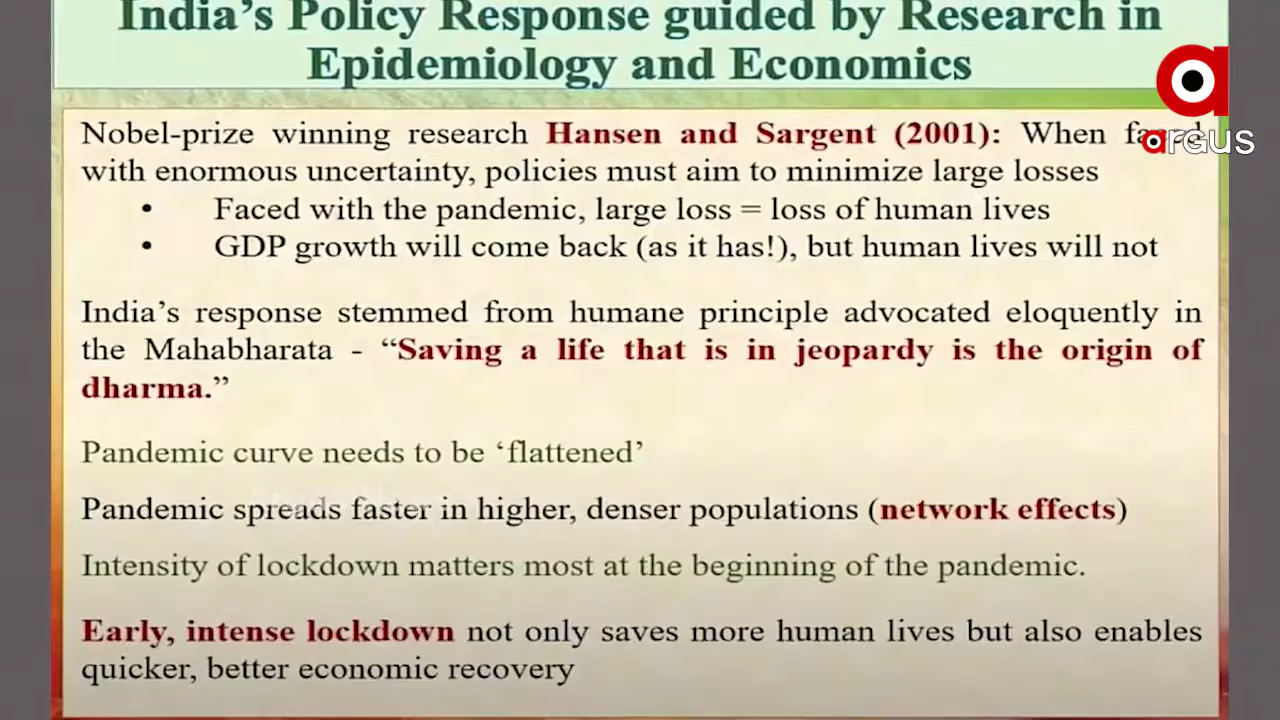 India's Policy Response guided by Research in
Epidemiology and Economics
argus
Nobel-prize winning research Hansen and Sargent (2001): When
with enormous uncertainty, policies must aim to minimize large losses
• Faced with the pandemic, large loss = loss of human lives
• GDP growth will come back (as it has!), but human lives will not
India's response stemmed from humane principle advocated eloquently in
the Mahabharata - “Saving a life that is in jeopardy is the origin of
dharma.”
Pandemic curve needs to be ‘flattened’
Pandemic spreads faster in higher, denser populations (network effects)
Intensity of lockdown matters most at the beginning of the pandemic.
Early, intense lockdown not only saves more human lives but also enables
quicker, better economic recovery